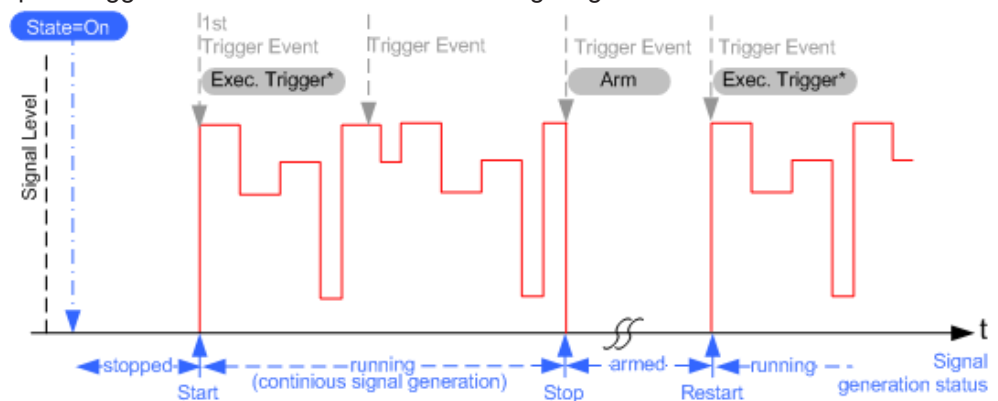 State=On
1st
Trigger Event
Exec. Trigger*
Trigger Event
Trigger Event
Arm
Trigger Event
Exec. Trigger*
Signal Level
t
stopped
running
(continious signal generation)
armed
running
Signal
generation status
Start
Stop
Restart